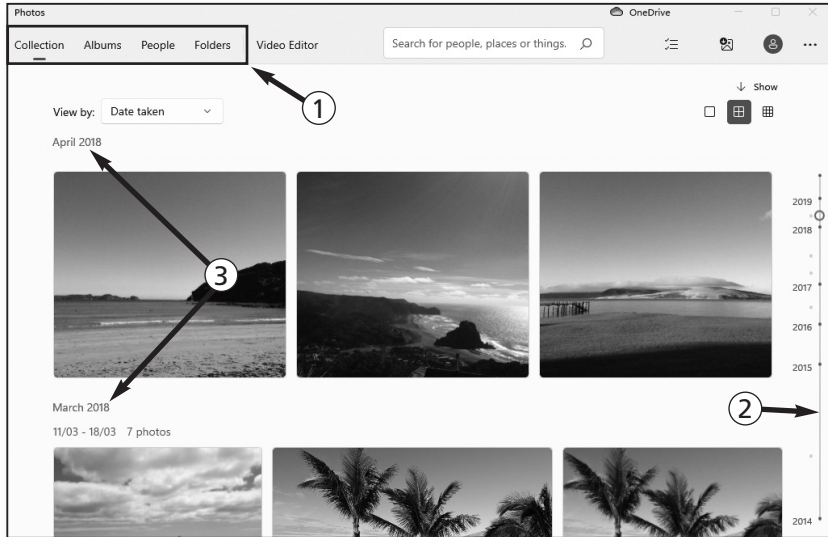 Photos
OneDrive
Collection Albums People Folders Video Editor
Search for people, places or things.
1
Show
View by: Date taken
April 2018
3
2019
2018
2017
2016
2015
March 2018
2
11/03 - 18/03 7 photos
2014